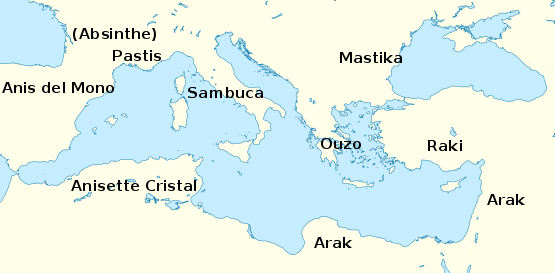 (Absinthe)
Pastis
Mastika
Anis del Mono
Sambuca
Ouzo
Raki
Anisette Cristal
Arak
Arak